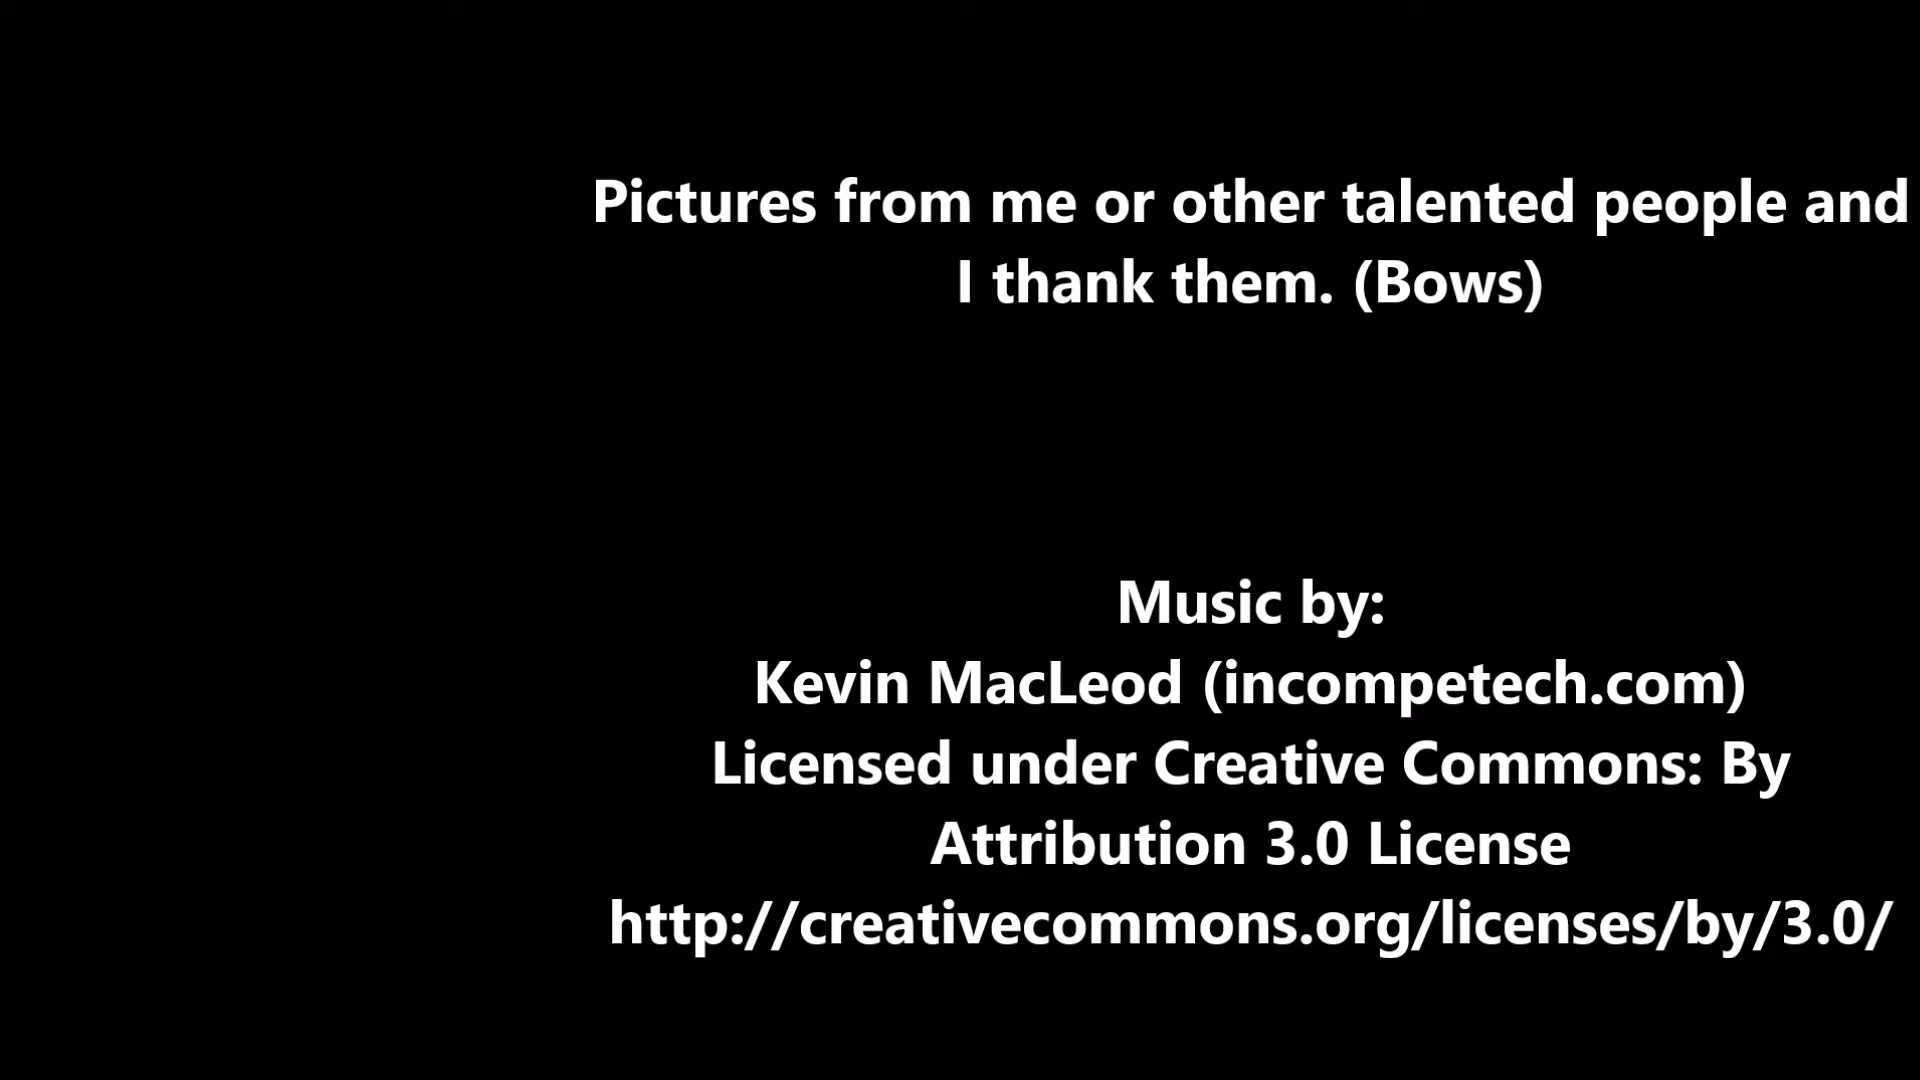 Pictures from me or other talented people and
I thank them. (Bows)
Music by:
Kevin MacLeod (incompetech.com)
Licensed under Creative Commons: By
Attribution 3.0 License
http://creativecommons.org/licenses/by/3.0/